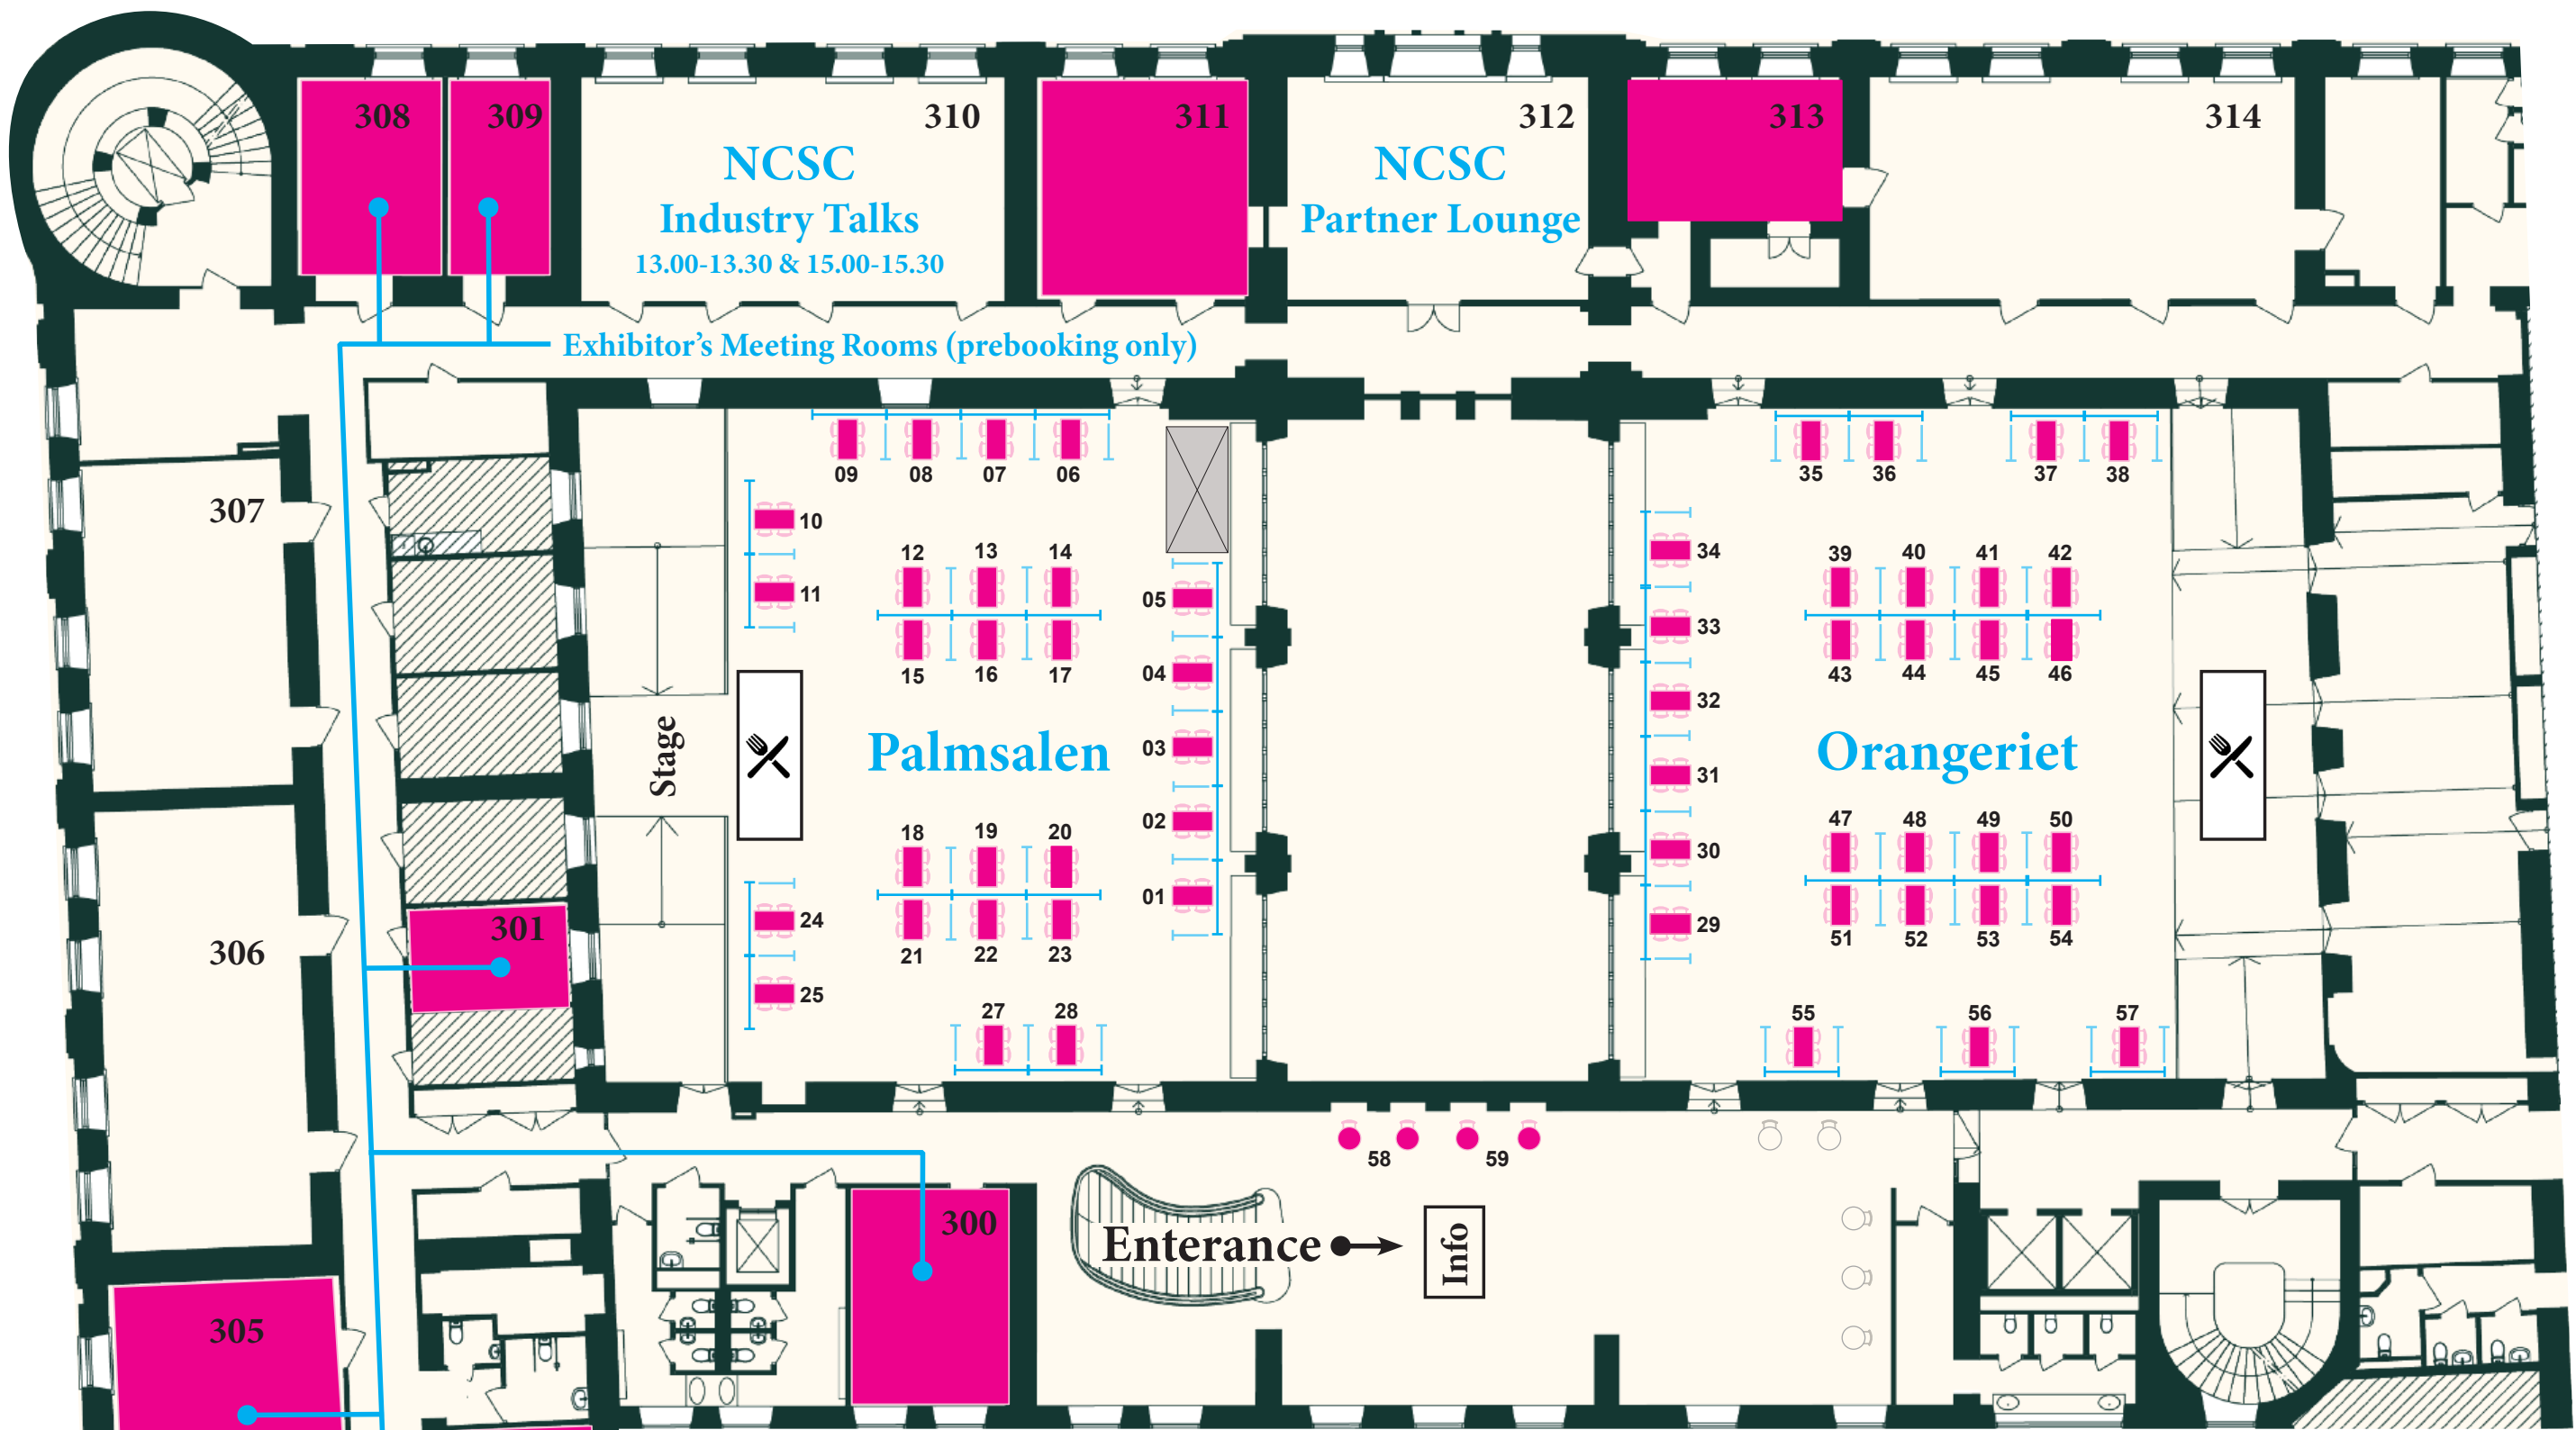 308
309
310
311
312
313
314
NCSC
Industry Talks
13.00-13.30 & 15.00-15.30
NCSC
Partner Lounge
Exhibitor’s Meeting Rooms (prebooking only)
09 08 07 06
35 36 37 38
307
10
11
12 13 14
15 16 17
05
04
03
02
01
34
33
32
31
30
29
39 40 41 42
43 44 45 46
Stage
Palmsalen
Orangeriet
18 19 20
21 22 23
47 48 49 50
51 52 53 54
301
306
24
25
27 28
55 56 57
58 59
300
Enterance
Info
305